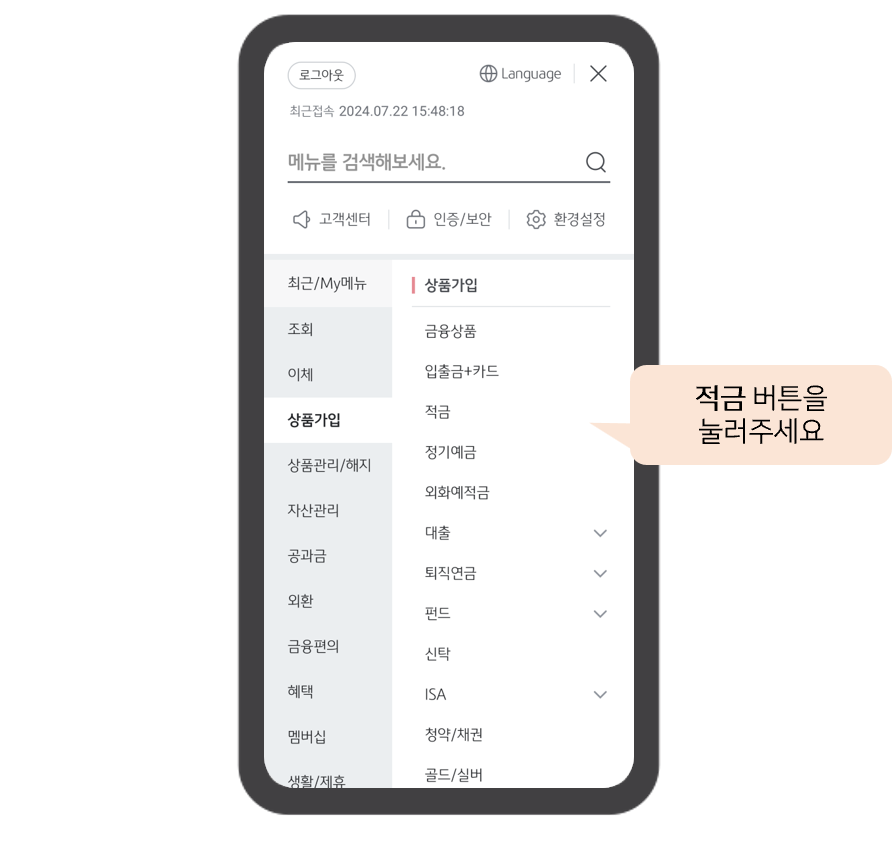 로그아웃
Language
최근접속 2024.07.22 15:48:18
메뉴를 검색해보세요.
고객센터
인증/보안
환경설정
최근/My메뉴
조회
이체
상품가입
상품관리/해지
자산관리
공과금
외환
금융편의
혜택
멤버십
생활/제휴
상품가입
금융상품
입출금+카드
적금
정기예금
외화예적금
대출
퇴직연금
펀드
신탁
ISA
청약/채권
골드/실버
적금 버튼을
눌러주세요